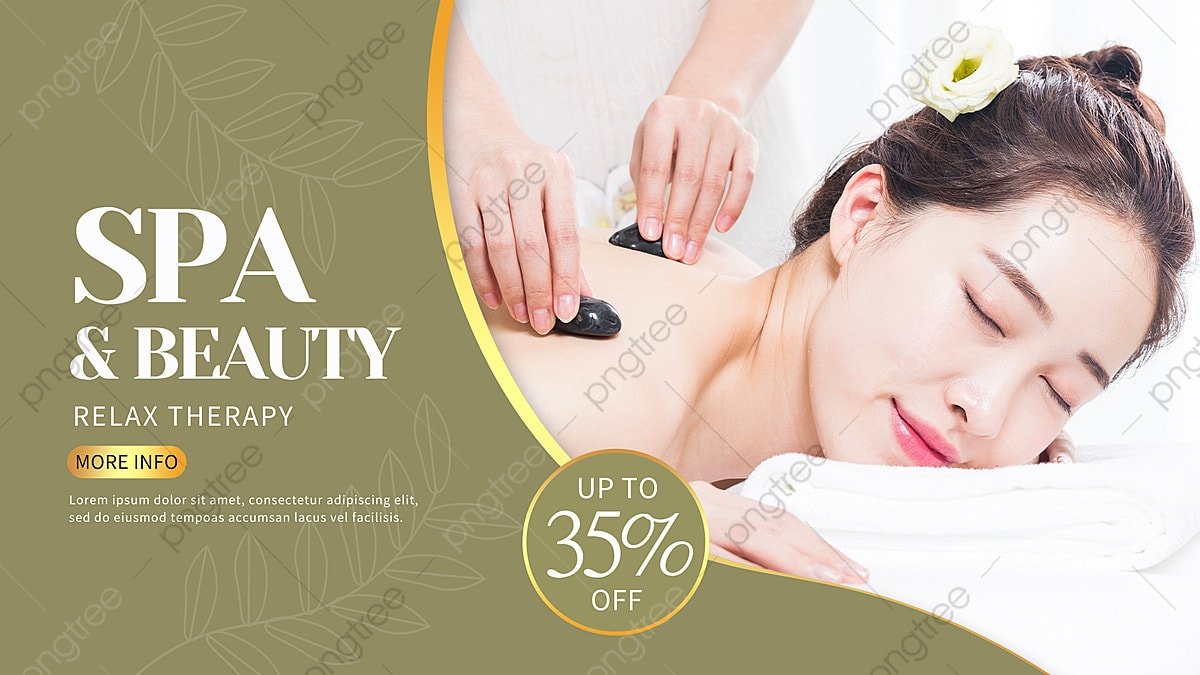 SPA
& BEAUTY
RELAX THERAPY
MORE INFO
Lorem ipsum dolor sit amet, consectetur adipiscing elit,
sed do eiusmod tempoas accumsan lacus vel facilisis.
UP TO
35%
OFF
pngtree